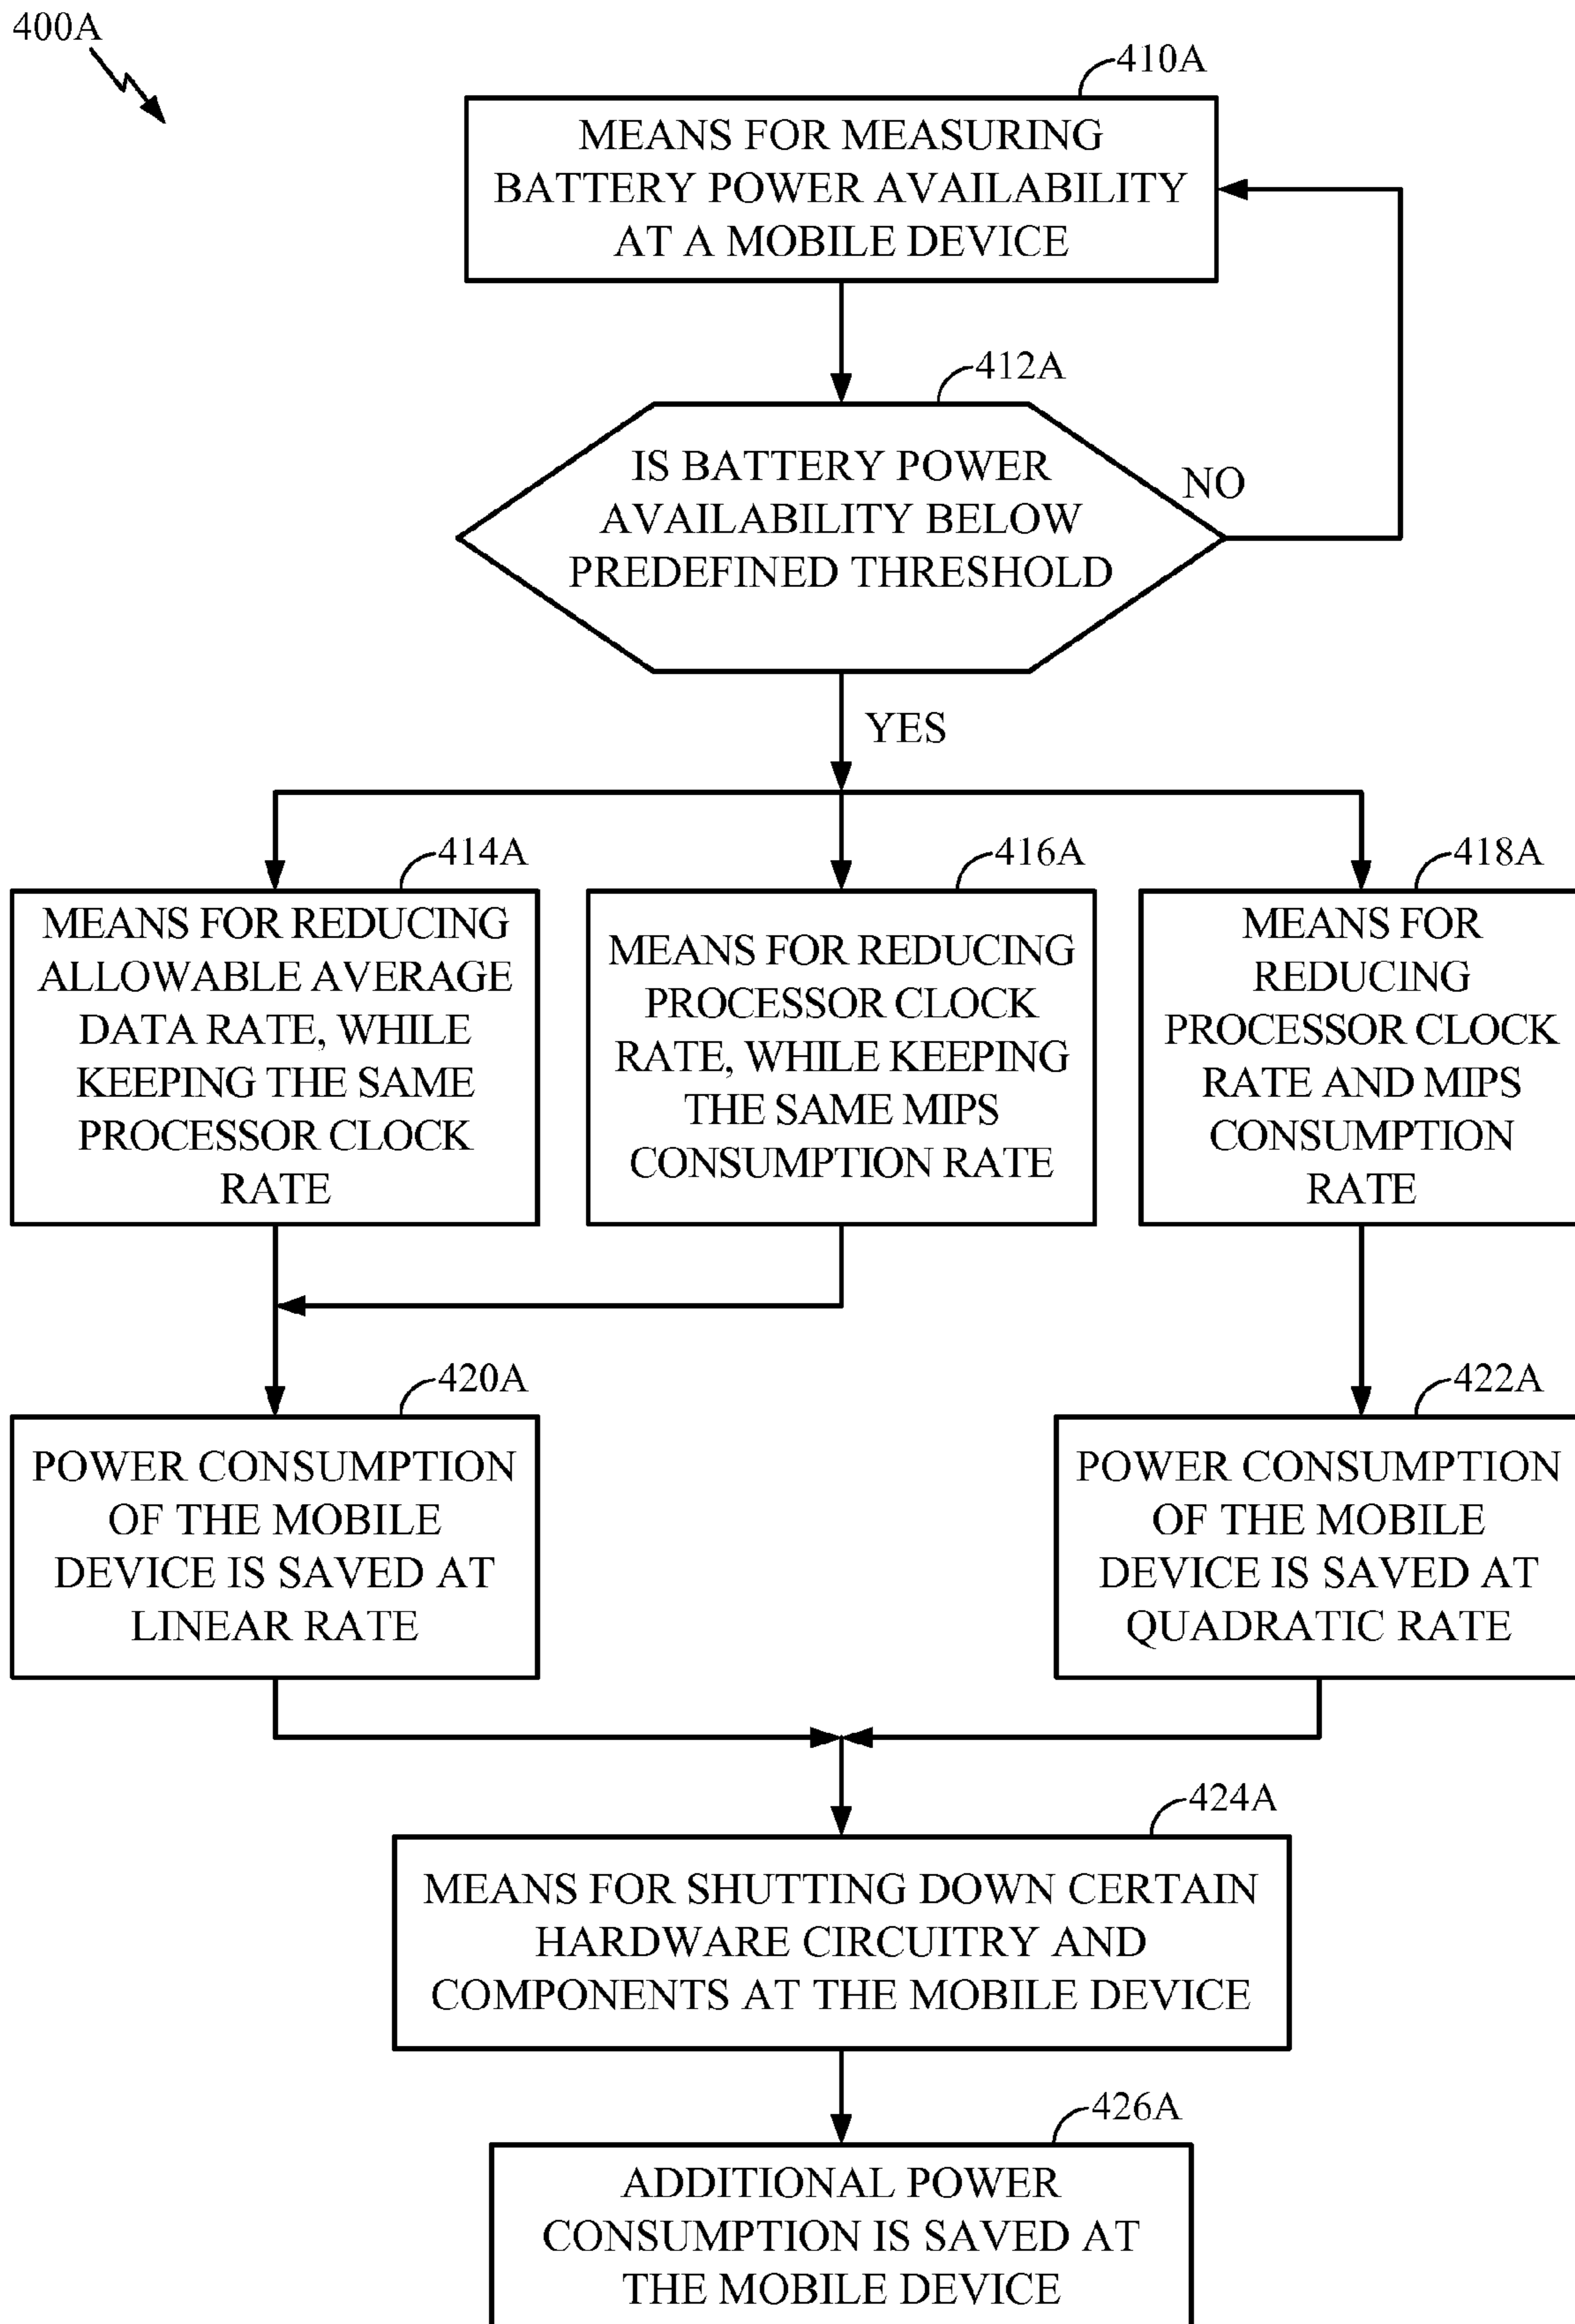 400A
410A
MEANS FOR MEASURING
BATTERY POWER AVAILABILITY
AT A MOBILE DEVICE
412A
IS BATTERY POWER
AVAILABILITY BELOW
PREDEFINED THRESHOLD
NO
YES
414A
MEANS FOR REDUCING
ALLOWABLE AVERAGE
DATA RATE, WHILE
KEEPING THE SAME
PROCESSOR CLOCK
RATE
416A
MEANS FOR REDUCING
PROCESSOR CLOCK
RATE, WHILE KEEPING
THE SAME MIPS
CONSUMPTION RATE
418A
MEANS FOR
REDUCING
PROCESSOR CLOCK
RATE AND MIPS
CONSUMPTION
RATE
420A
POWER CONSUMPTION
OF THE MOBILE
DEVICE IS SAVED AT
LINEAR RATE
422A
POWER CONSUMPTION
OF THE MOBILE
DEVICE IS SAVED AT
QUADRATIC RATE
424A
MEANS FOR SHUTTING DOWN CERTAIN
HARDWARE CIRCUITRY AND
COMPONENTS AT THE MOBILE DEVICE
426A
ADDITIONAL POWER
CONSUMPTION IS SAVED AT
THE MOBILE DEVICE